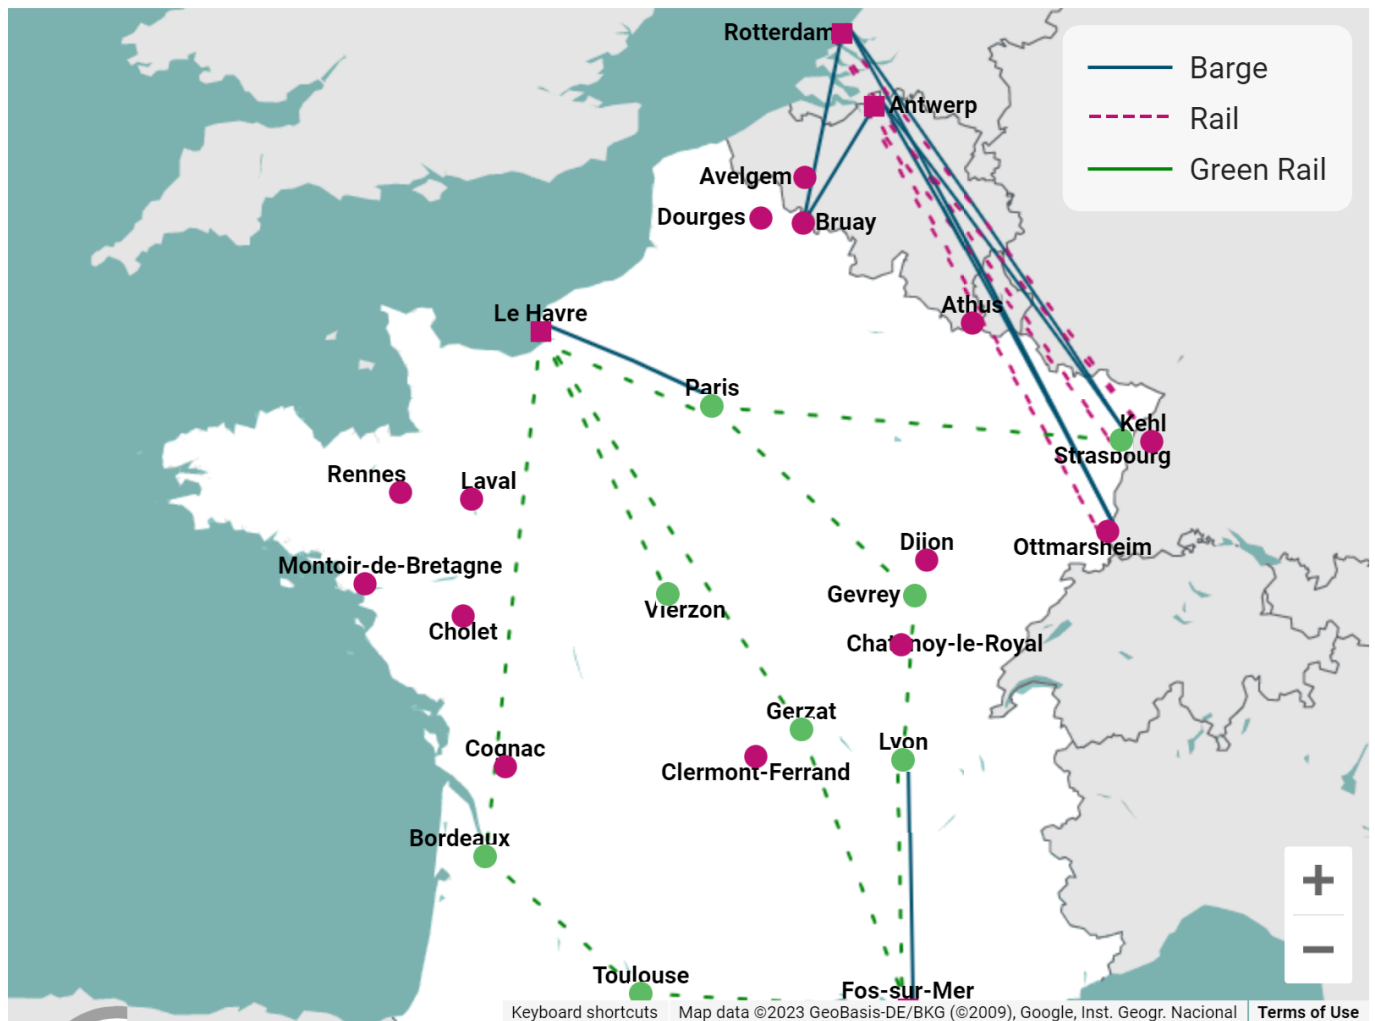 Rotterdam
Barge
Rail
Antwerp
Green Rail
Avelgem
Dourges
Bruay
Athus
Le Havre
Paris
Kehl
Strasbourg
Rennes
Laval
Dijon
Ottmarsheim
Montoir-de-Bretagne
Gevrey
Vierzon
Cholet
Chatenoy-le-Royal
Gerzat
Lyon
Cognac
Clermont-Ferrand
Bordeaux
Toulouse
Fos-sur-Mer
Keyboard shortcuts
Map data ©2023 GeoBasis-DE/BKG (©2009), Google, Inst. Geogr. Nacional
Terms of Use